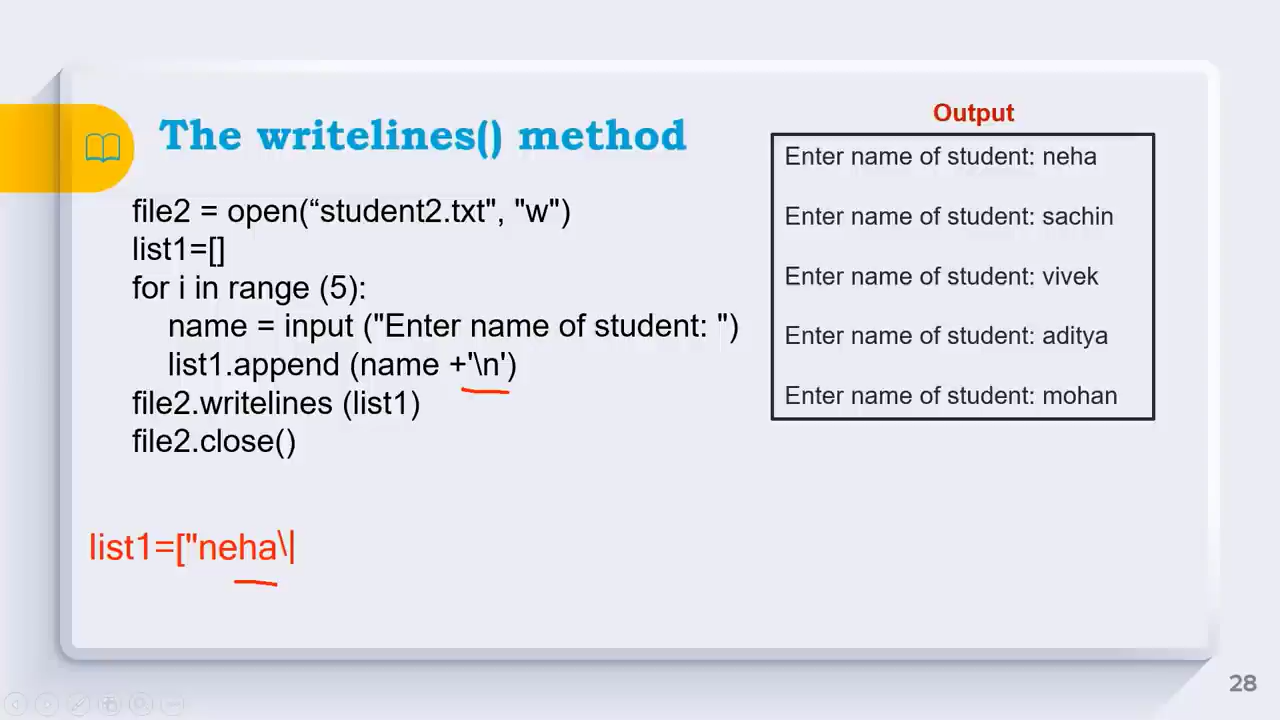 The writelines() method
file2 = open(“student2.txt", "w")
list1=[]
for i in range (5):
name = input ("Enter name of student: ")
list1.append (name +'\n')
file2.writelines (list1)
file2.close()
list1=["neha\
Output
Enter name of student: neha
Enter name of student: sachin
Enter name of student: vivek
Enter name of student: aditya
Enter name of student: mohan
28